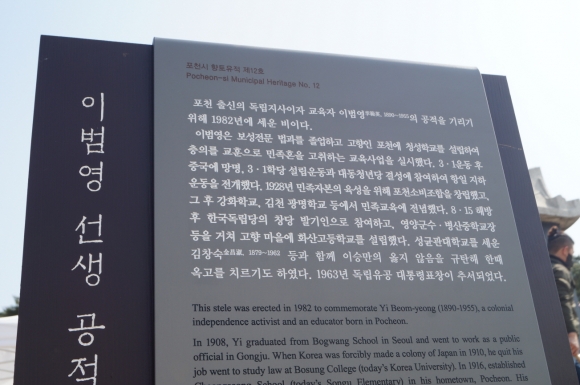 포천시 향토유적 제12호
Pocheon-si Municipal Heritage No. 12
포천 출신의 독립지사이자 교육자 이범영李範英, 1890~1955의 공적을 기리기
위해 1982년에 세운 비이다.
이범영은 보성전문 법과를 졸업하고 고향인 포천에 청성학교를 설립하여
충의를 교훈으로 민족혼을 고취하는 교육사업을 실시했다. 3·1운동 후
중국에 망명, 3·1학당 설립운동과 대동청년당 결성에 참여하여 항일 지하
운동을 전개했다. 1928년 민족자본의 육성을 위해 포천소비조합을 창립했고,
그 후 강화학교, 김천 광명학교 등에서 민족교육에 전념했다. 8·15 해방
후 한국독립당의 창당 발기인으로 참여하고, 영양군수·병산중학교장
등을 거쳐 고향 마을에 화산고등학교를 설립했다. 성균관대학교를 세운
김창숙金昌淑, 1879~1962 등과 함께 이승만의 옳지 않음을 규탄해 한때
옥고를 치르기도 하였다. 1963년 독립유공 대통령표창이 추서되었다.
This stele was erected in 1982 to commemorate Yi Beom-yeong (1890-1955), a colonial
independence activist and an educator born in Pocheon.
In 1908, Yi graduated from Bogwang School in Seoul and went to work as a public
official in Gongju. When Korea was forcibly made a colony of Japan in 1910, he quit his
job went to study law at Bosung College (today's Korea University). In 1916, established
Cheongseong School (today's Songu Elementary) in his hometown, Pocheon. His
이범영 선생 공적